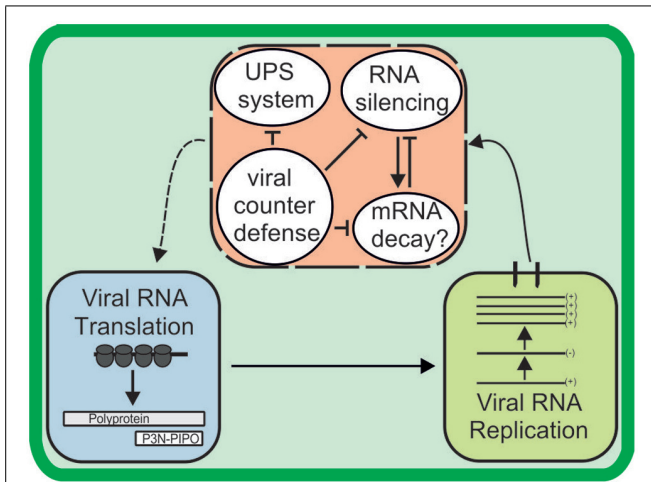 UPS
system
RNA
silencing
viral
counter
defense
mRNA
decay?
Viral RNA
Translation
Polyprotein
P3N-PIPO
(+)
(+)
(+)
(+)
(-)
(+)
Viral RNA
Replication